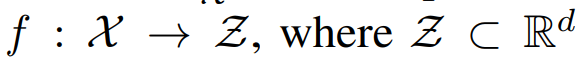 f : 𝒳 → 𝒵, where 𝒵 ⊂ ℝ^d